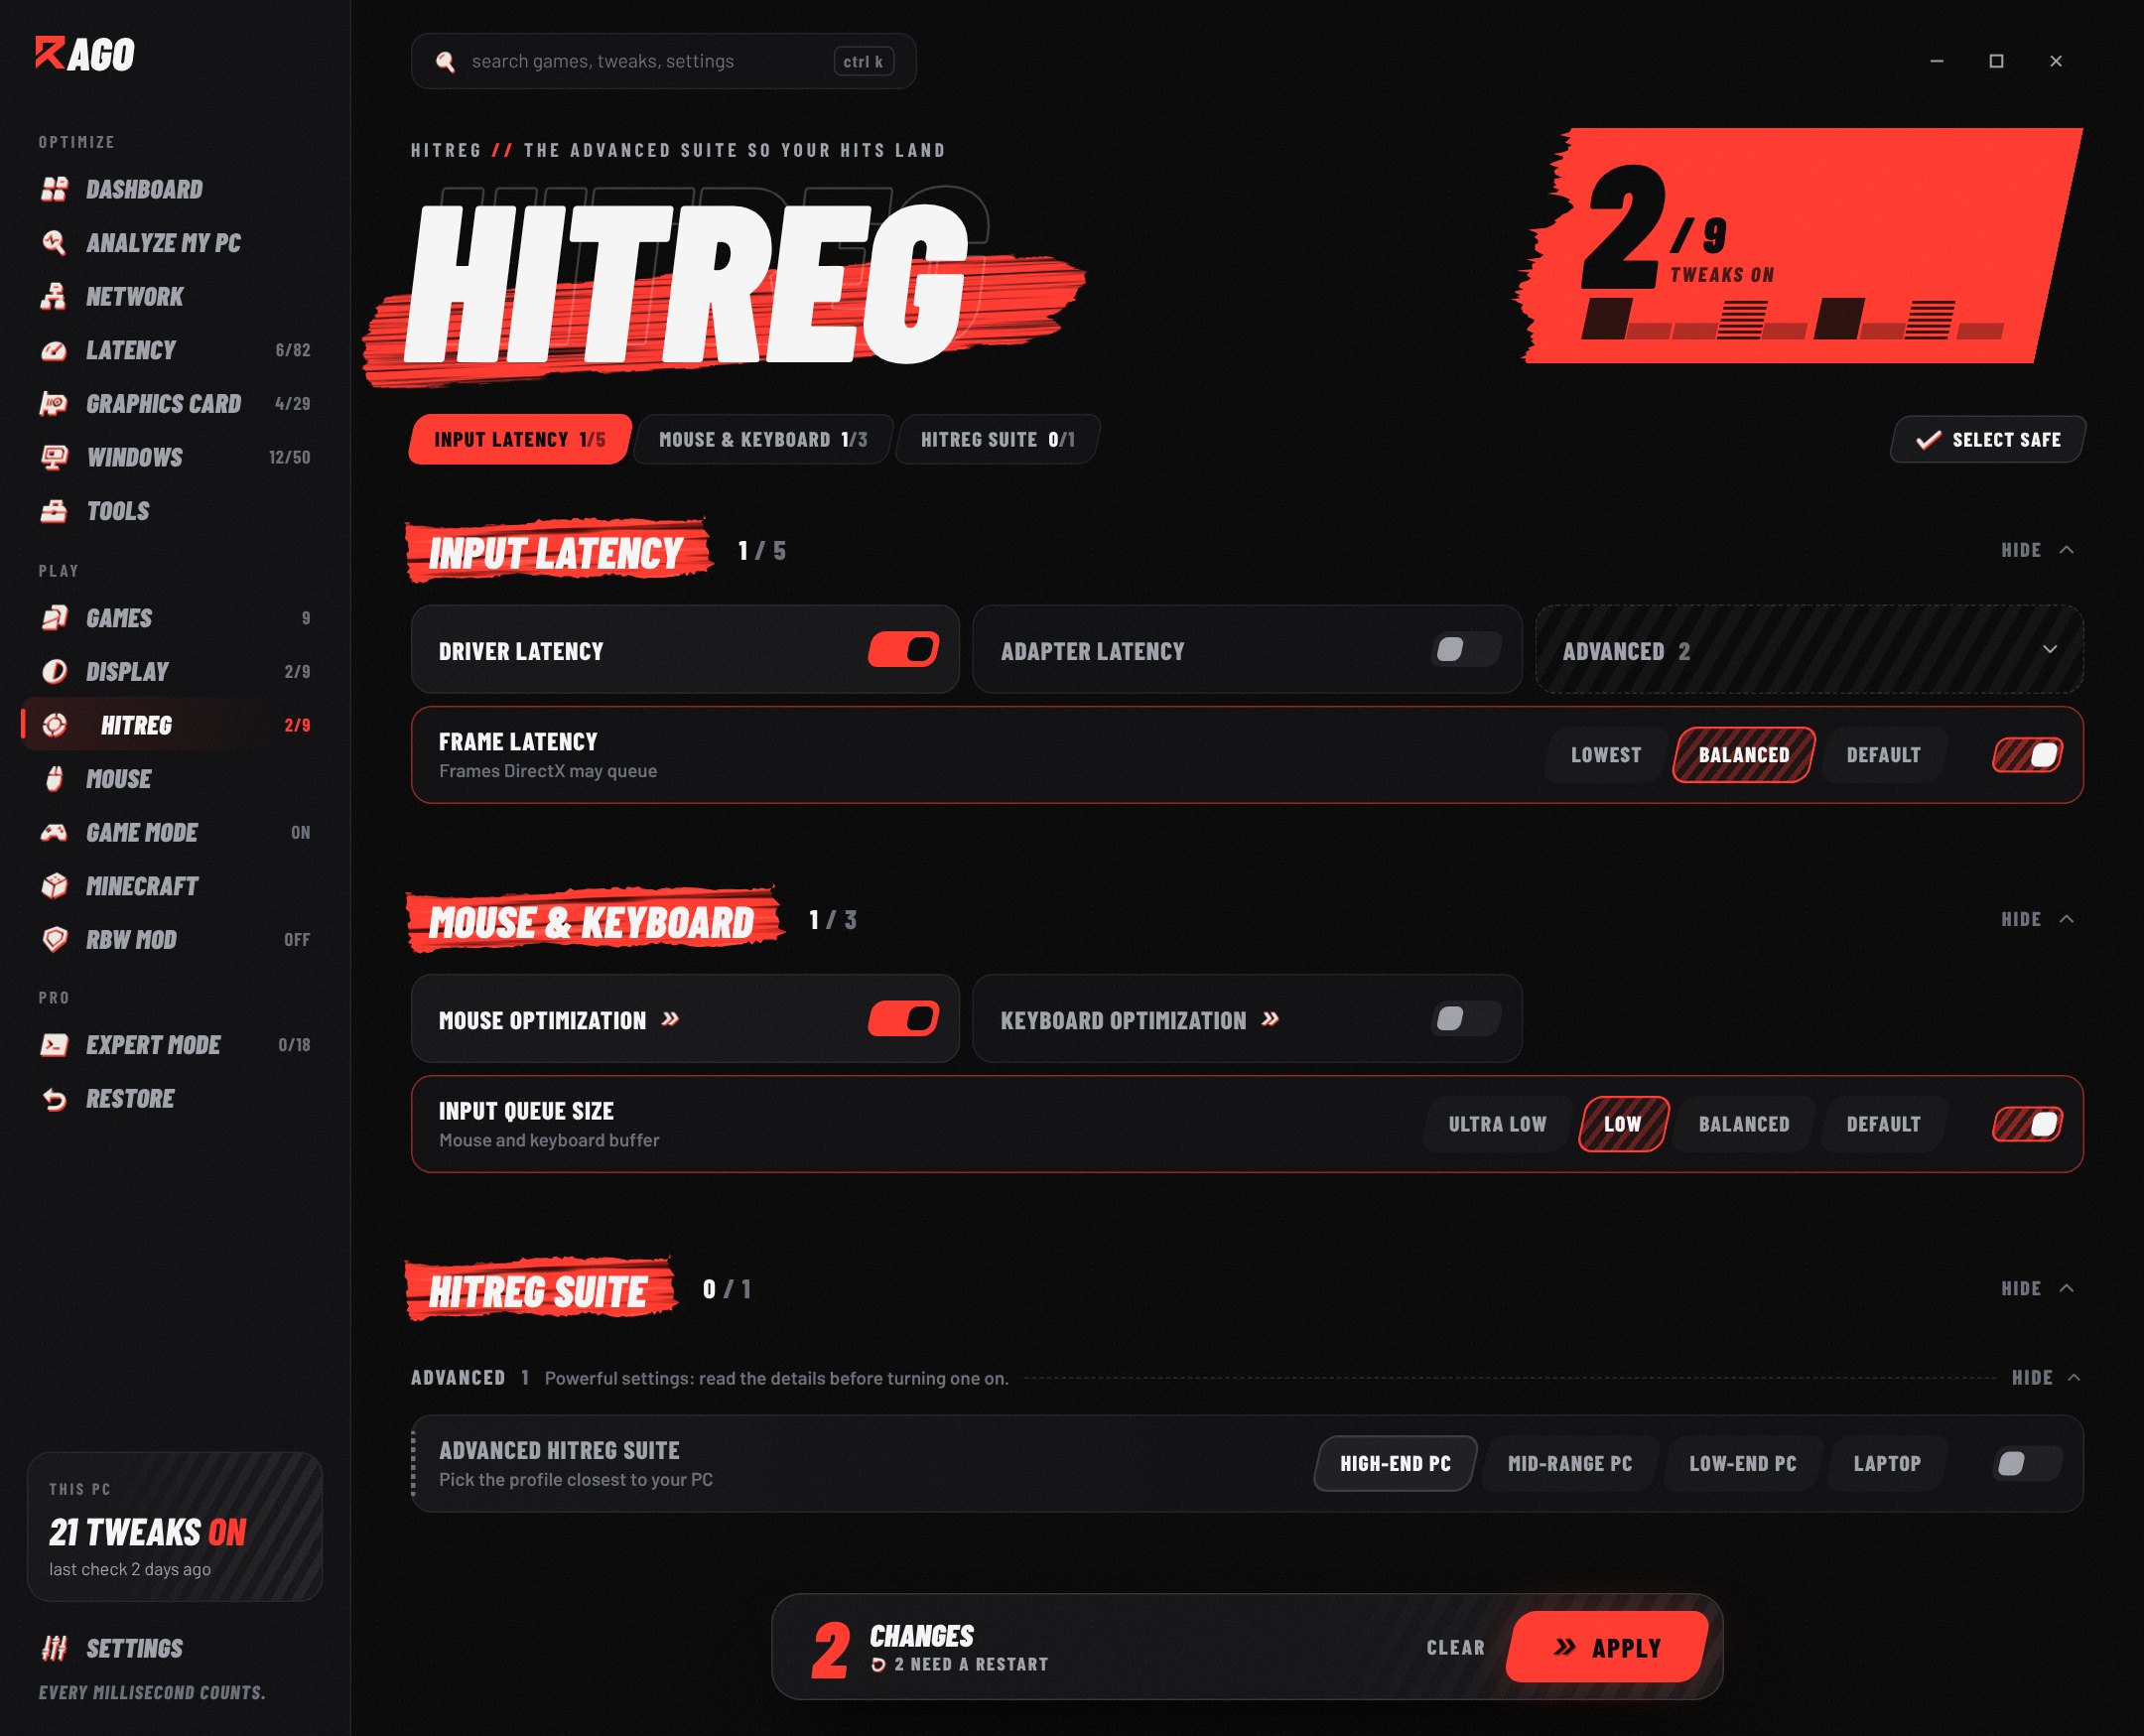 RAGO
search games, tweaks, settings
ctrl k
OPTIMIZE
DASHBOARD
ANALYZE MY PC
NETWORK
LATENCY 6/82
GRAPHICS CARD 4/29
WINDOWS 12/50
TOOLS
PLAY
GAMES 9
DISPLAY 2/9
HITREG 2/9
MOUSE
GAME MODE ON
MINECRAFT
RBW MOD OFF
PRO
EXPERT MODE 0/18
RESTORE
THIS PC
21 TWEAKS ON
last check 2 days ago
SETTINGS
EVERY MILLISECOND COUNTS.
HITREG // THE ADVANCED SUITE SO YOUR HITS LAND
HITREG
2 / 9
TWEAKS ON
INPUT LATENCY 1/5
MOUSE & KEYBOARD 1/3
HITREG SUITE 0/1
SELECT SAFE
INPUT LATENCY 1 / 5
HIDE
DRIVER LATENCY
ADAPTER LATENCY
ADVANCED 2
FRAME LATENCY
Frames DirectX may queue
LOWEST
BALANCED
DEFAULT
MOUSE & KEYBOARD 1 / 3
HIDE
MOUSE OPTIMIZATION
KEYBOARD OPTIMIZATION
INPUT QUEUE SIZE
Mouse and keyboard buffer
ULTRA LOW
LOW
BALANCED
DEFAULT
HITREG SUITE 0 / 1
HIDE
ADVANCED 1 Powerful settings: read the details before turning one on.
HIDE
ADVANCED HITREG SUITE
Pick the profile closest to your PC
HIGH-END PC
MID-RANGE PC
LOW-END PC
LAPTOP
2 CHANGES
2 NEED A RESTART
CLEAR
APPLY